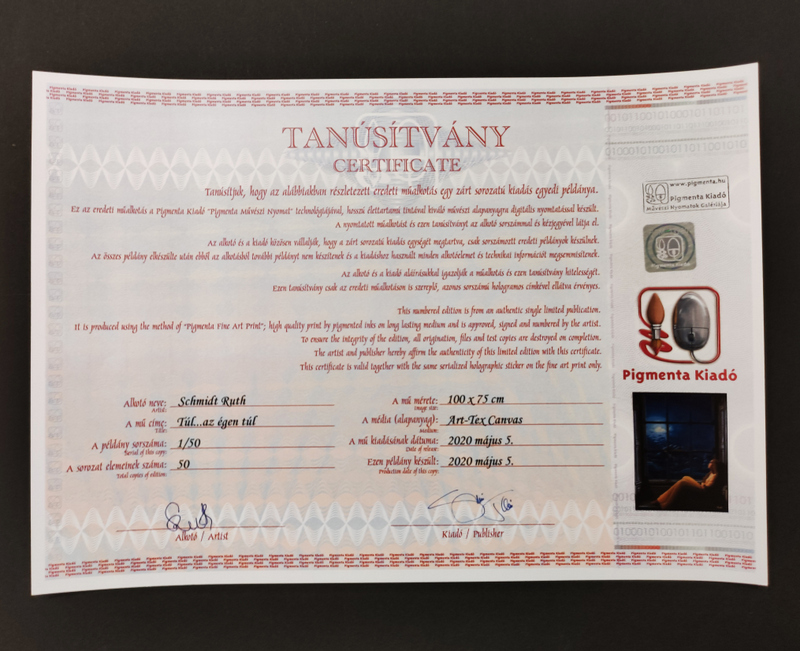 TANUSÍTVÁNY
CERTIFICATE
Tanúsítjuk, hogy az alábbiakban részletezett eredeti műalkotás egy zárt sorozatú kiadás egyedi példánya.
Ez az eredeti műalkotás a Pigmenta Kiadó "Pigmenta Művészi Nyomat" technológiájával, hosszú élettartamú tintával kiváló művészi alapanyagra digitális nyomtatással készült.
A nyomtatott műalkotást és ezen tanúsítványt az alkotó sorszámmal és kézjegyével látja el.
Az alkotó és a kiadó közösen vállalják, hogy a zárt sorozatú kiadás egységét megtartva, csak sorszámozott eredeti példányok készülnek.
Az összes példány elkészülte után ebből az alkotásból további példányt nem készítenek és a kiadáshoz használt minden alkotóelemet és technikai információt megsemmisítenek.
Az alkotó és a kiadó aláírásukkal igazolják a műalkotás és ezen tanúsítvány hitelességét.
Ezen tanúsítvány csak az eredeti műalkotáson is szereplő, azonos sorszámú hologramos címkével ellátva érvényes.
This numbered edition is from an authentic single limited publication.
It is produced using the method of "Pigmenta Fine Art Print"; high quality print by pigmented inks on long lasting medium and is approved, signed and numbered by the artist.
To ensure the integrity of the edition, all origination, files and test copies are destroyed on completion.
The artist and publisher hereby affirm the authenticity of this limited edition with this certificate.
This certificate is valid together with the same serialized holographic sticker on the fine art print only.
Alkotó neve: Schmidt Ruth
Artist:
A mű címe: Túl...az égen túl
Title:
A példány sorszáma: 1/50
Serial of this copy:
A sorozat elemeinek száma: 50
Total copies of edition:
A mű mérete: 100 x 75 cm
Image size:
A média (alapanyag): Art-Tex Canvas
medium:
A mű kiadásának dátuma: 2020 május 5.
Date of release:
Ezen példány készült: 2020 május 5.
Production date of this copy:
Alkotó / Artist
Kiadó / Publisher
www.pigmenta.hu
Pigmenta Kiadó
Művészi Nyomatok Galériája
Pigmenta Kiadó
Pigmenta Kiadó